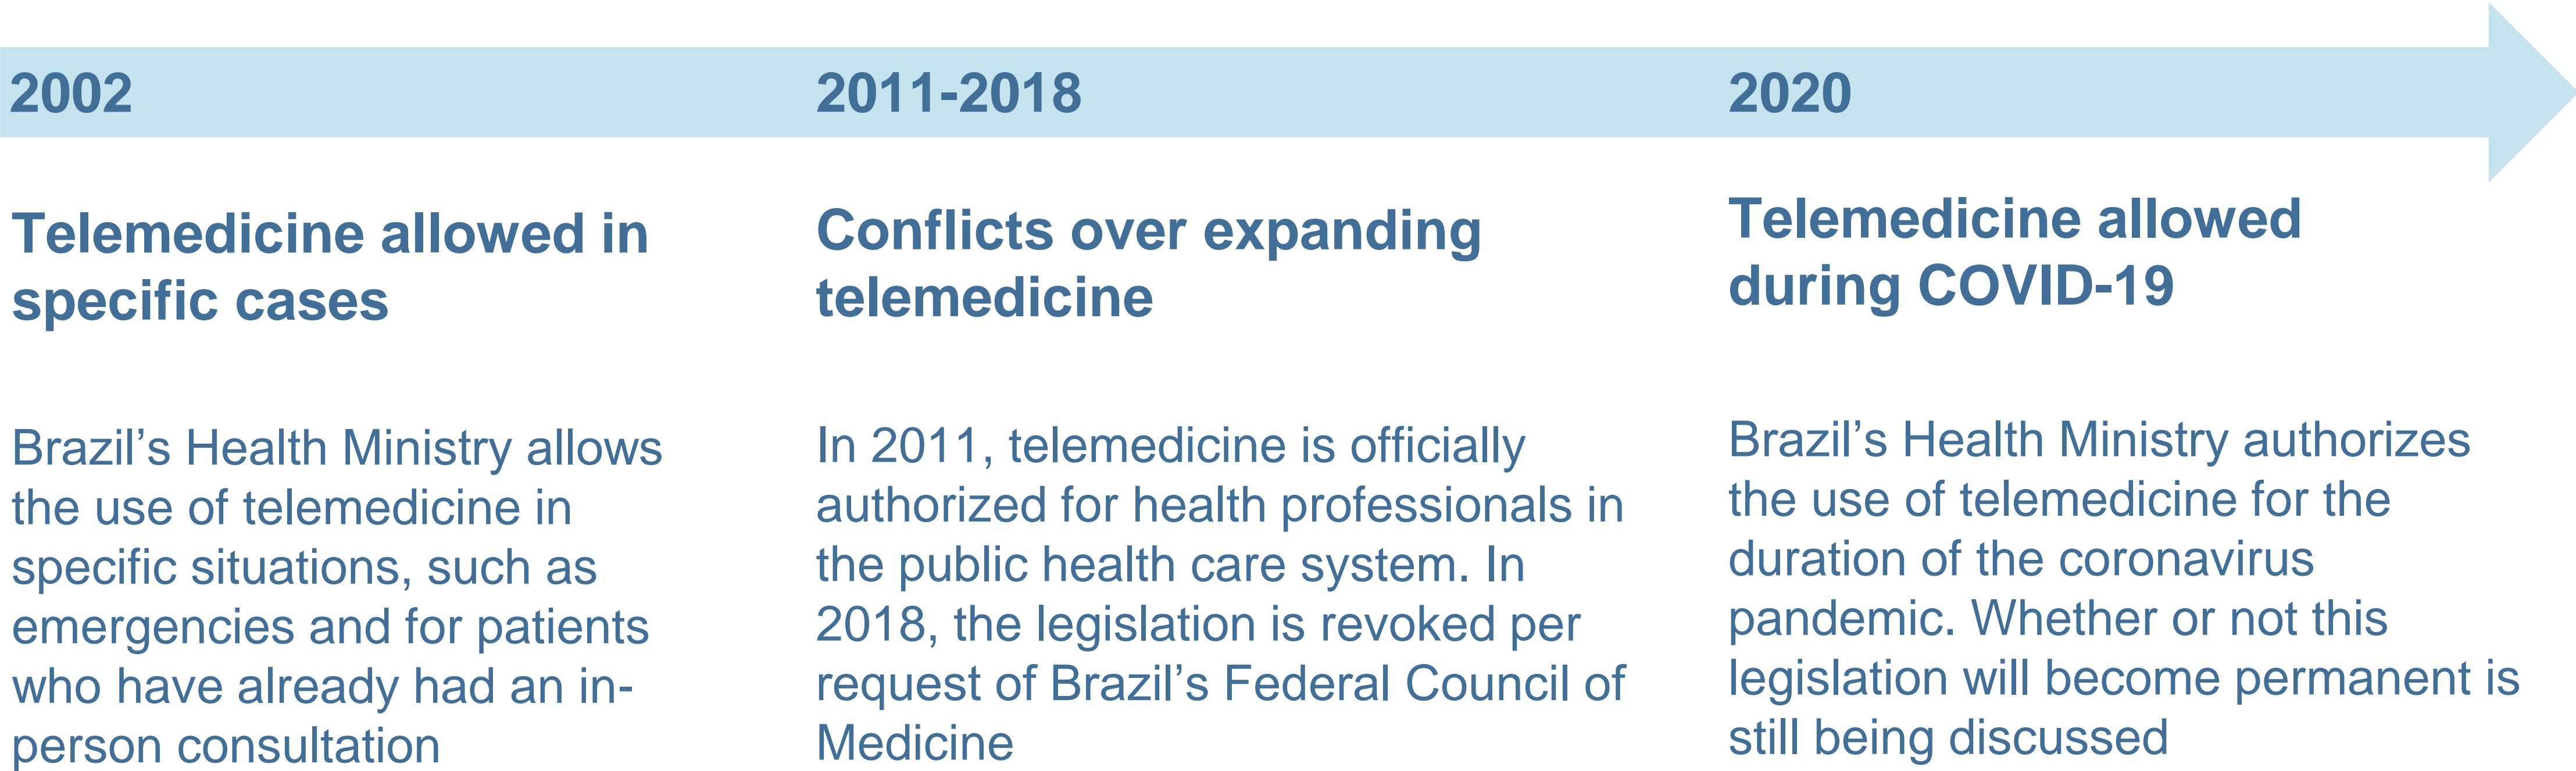 2002
2011-2018
2020
Telemedicine allowed in
specific cases
Brazil’s Health Ministry allows
the use of telemedicine in
specific situations, such as
emergencies and for patients
who have already had an in-
person consultation
Conflicts over expanding
telemedicine
In 2011, telemedicine is officially
authorized for health professionals in
the public health care system. In
2018, the legislation is revoked per
request of Brazil’s Federal Council of
Medicine
Telemedicine allowed
during COVID-19
Brazil’s Health Ministry authorizes
the use of telemedicine for the
duration of the coronavirus
pandemic. Whether or not this
legislation will become permanent is
still being discussed